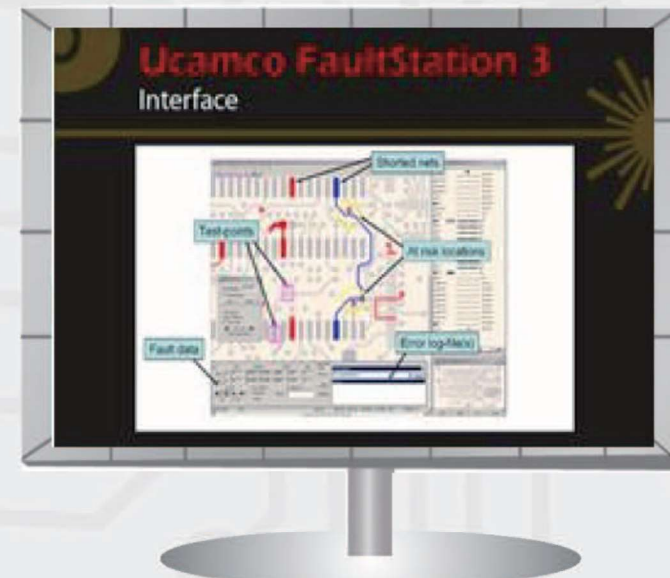 Ucamco FaultStation 3
Interface
Shorted nets
Test-points
At risk locations
Error log-file(s)
Fault data